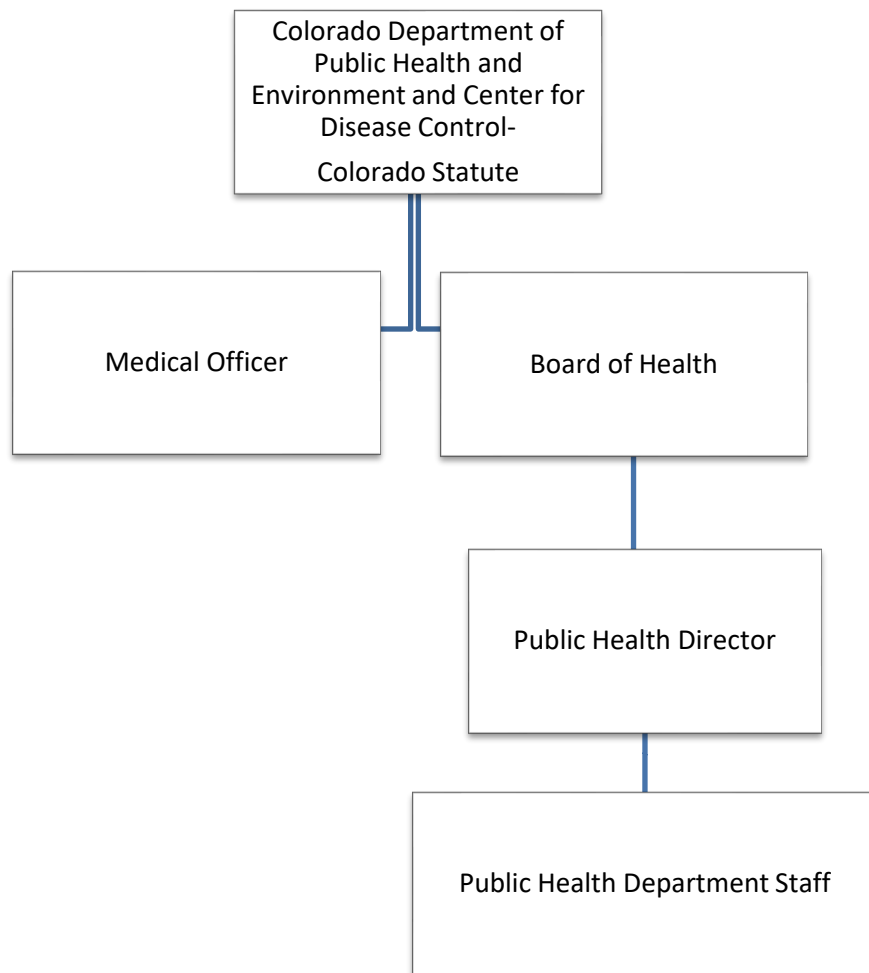 Colorado Department of
Public Health and
Environment and Center for
Disease Control-
Colorado Statute
Medical Officer
Board of Health
Public Health Director
Public Health Department Staff